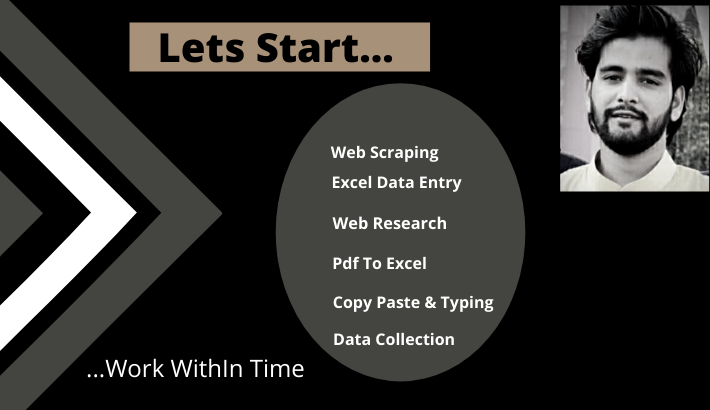 Lets Start...
Web Scraping
Excel Data Entry
Web Research
Pdf To Excel
Copy Paste & Typing
Data Collection
...Work WithIn Time